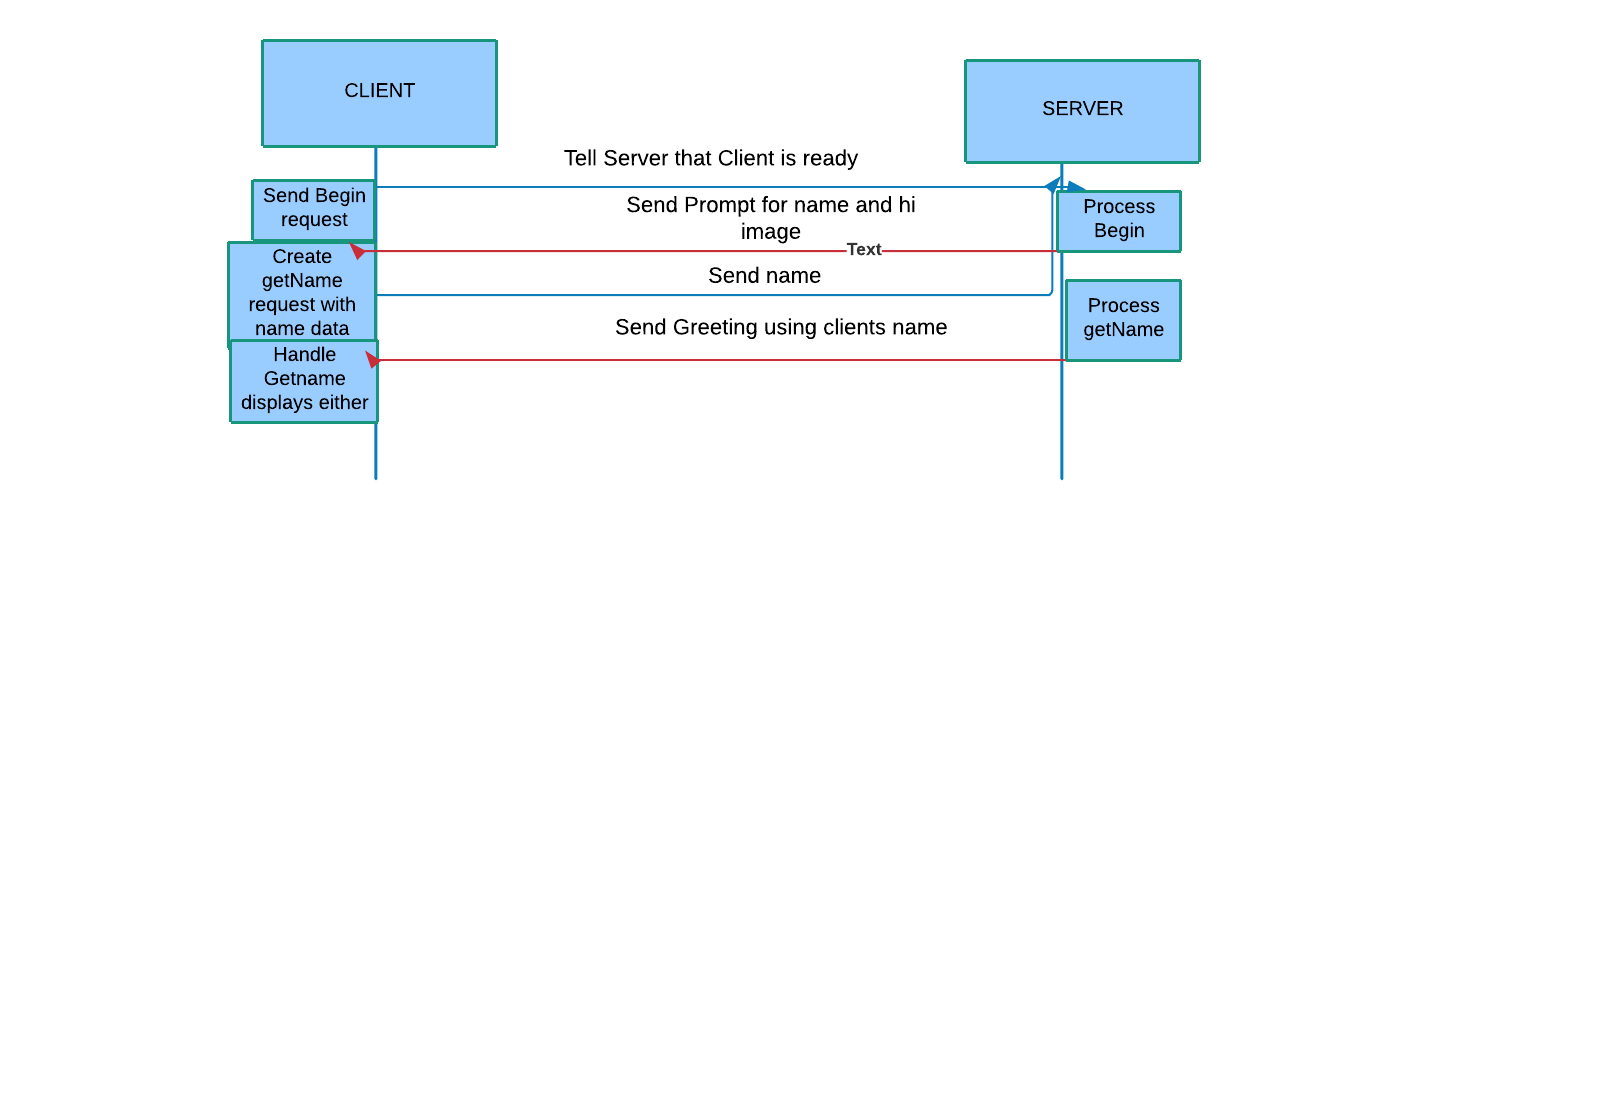 CLIENT
SERVER
Tell Server that Client is ready
Send Begin
request
Send Prompt for name and hi
image
Process
Begin
Text
Create
getName
request with
name data
Send name
Process
getName
Send Greeting using clients name
Handle
Getname
displays either